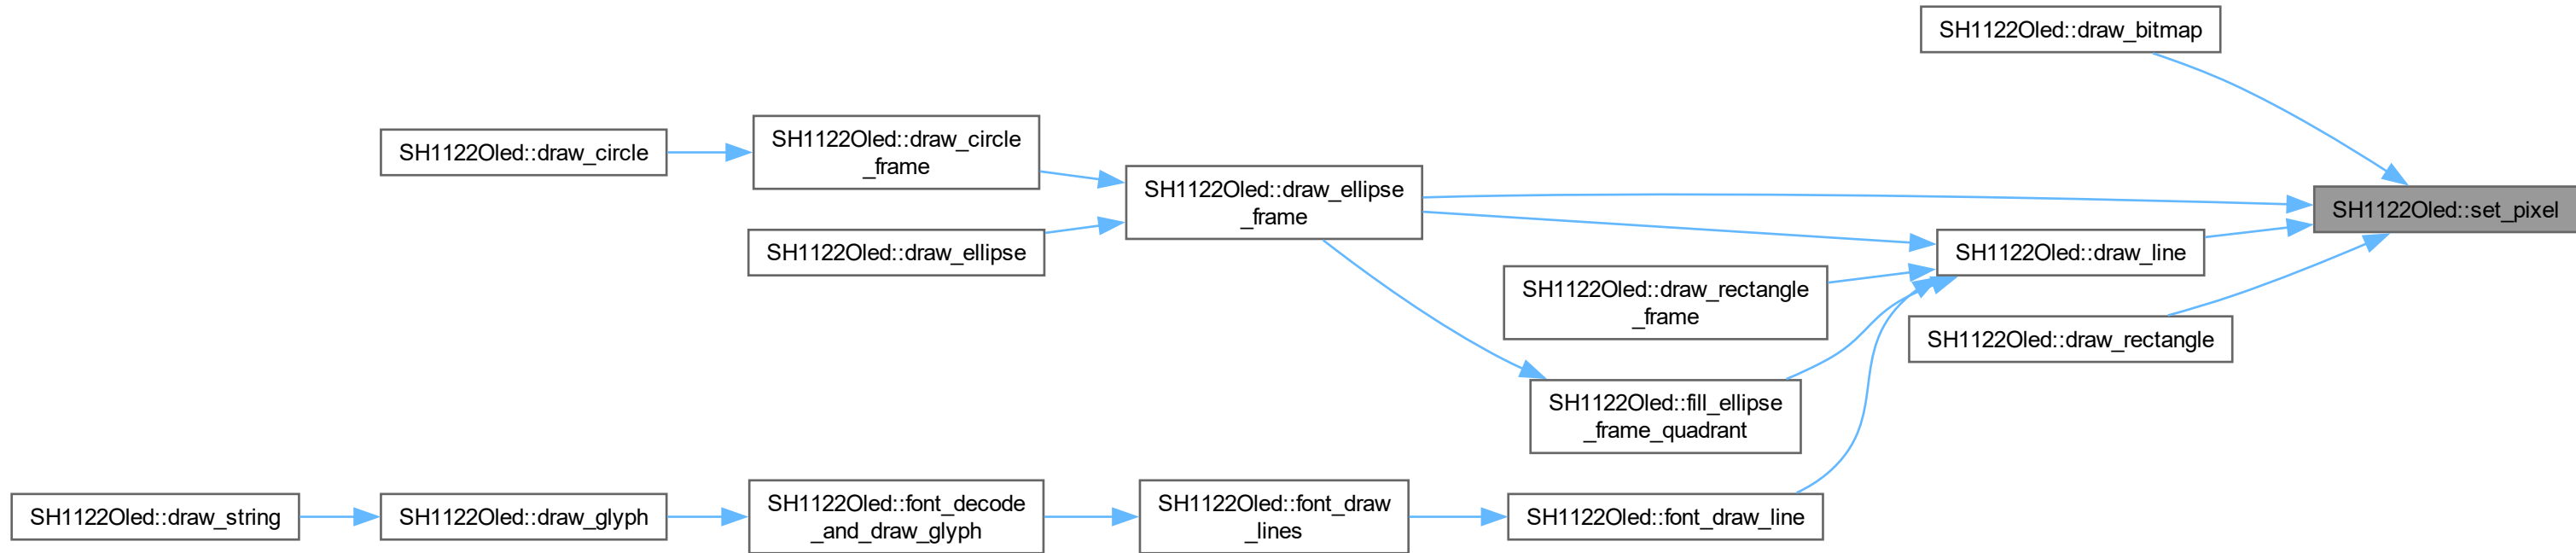 SH1122Oled::draw_bitmap
SH1122Oled::draw_circle
SH1122Oled::draw_circle
_frame
SH1122Oled::draw_ellipse
_frame
SH1122Oled::set_pixel
SH1122Oled::draw_ellipse
SH1122Oled::draw_line
SH1122Oled::draw_rectangle
_frame
SH1122Oled::draw_rectangle
SH1122Oled::fill_ellipse
_frame_quadrant
SH1122Oled::draw_string
SH1122Oled::draw_glyph
SH1122Oled::font_decode
_and_draw_glyph
SH1122Oled::font_draw
_lines
SH1122Oled::font_draw_line